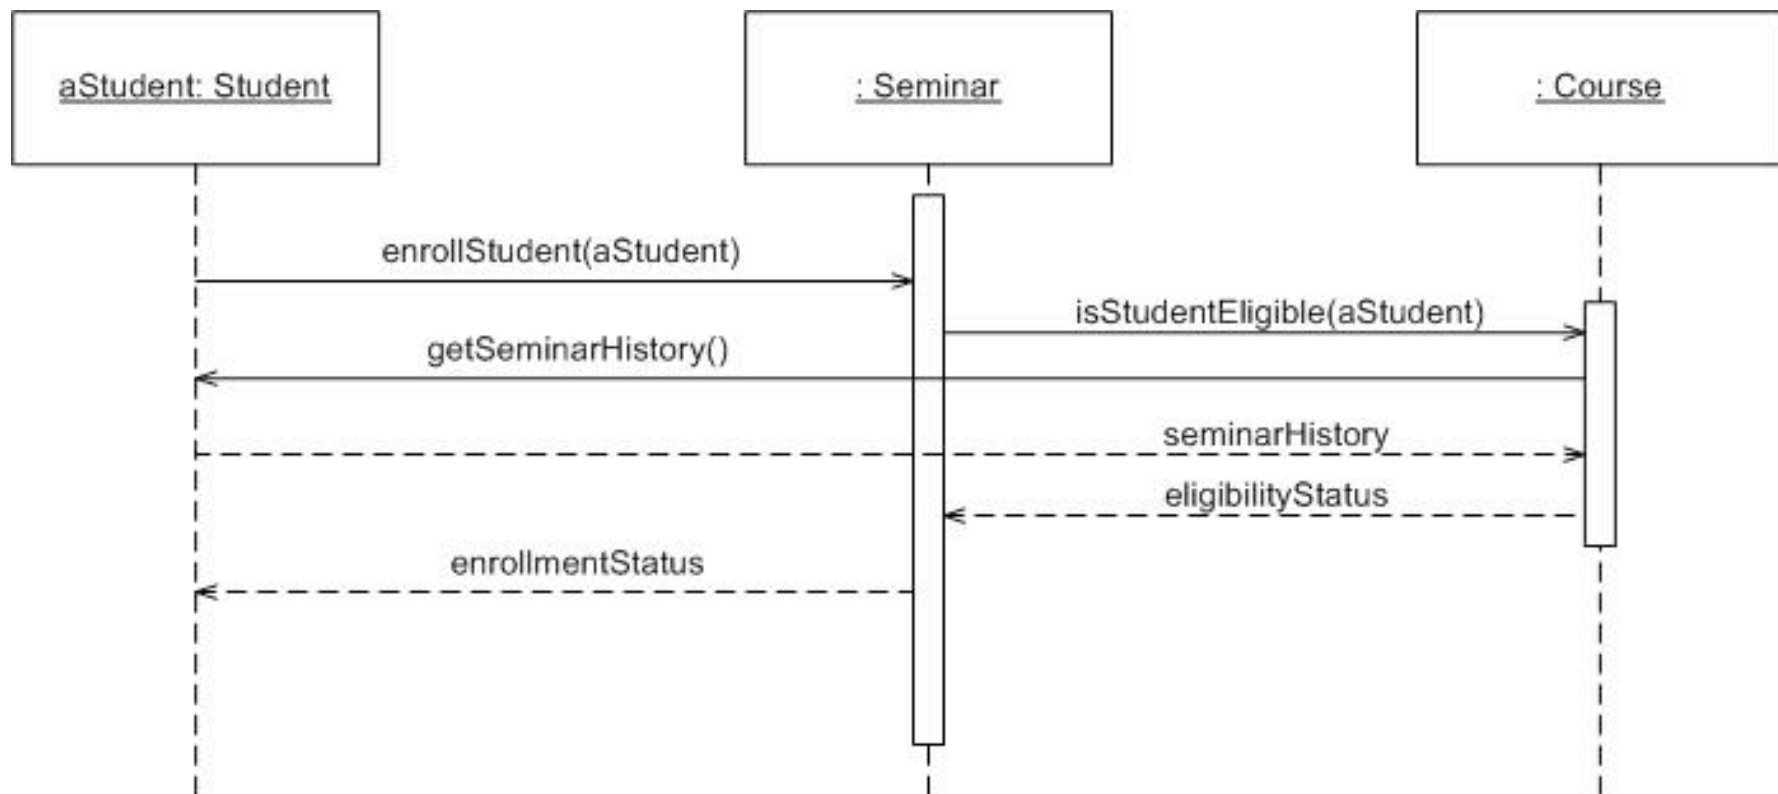 aStudent: Student
: Seminar
: Course
enrollStudent(aStudent)
isStudentEligible(aStudent)
getSeminarHistory()
seminarHistory
eligibilityStatus
enrollmentStatus